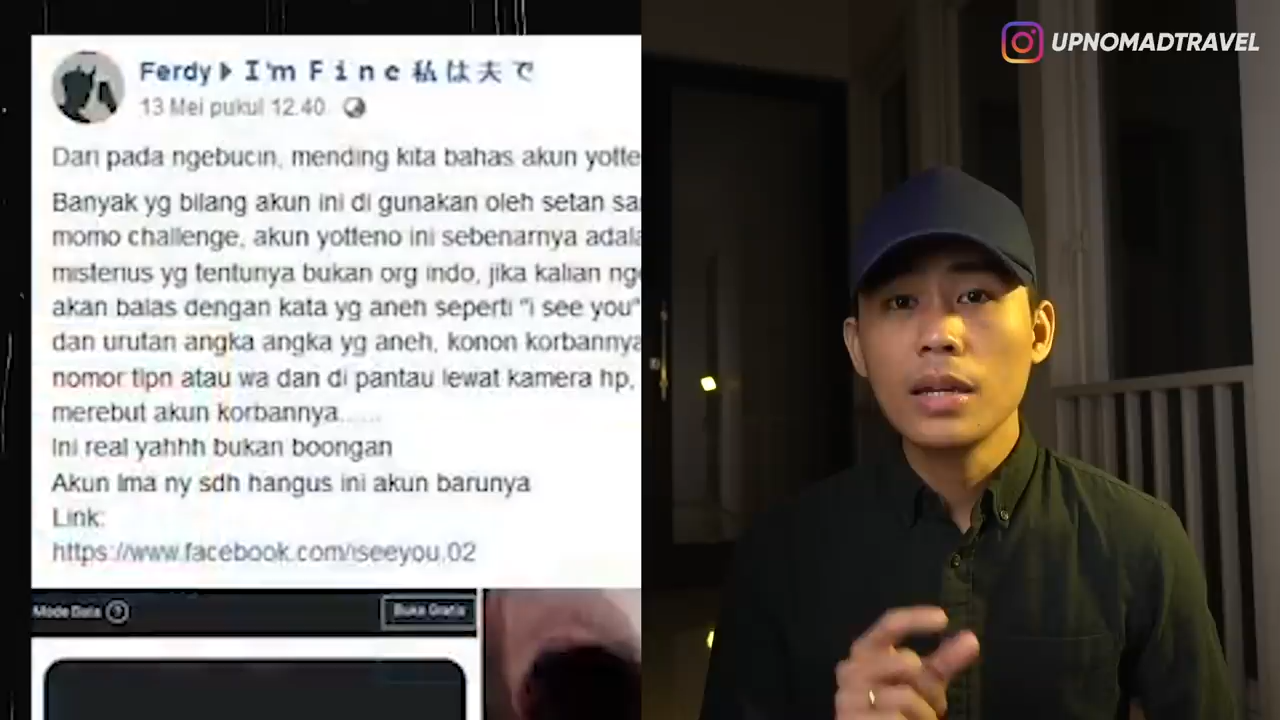 UPNOMADTRAVEL
Ferdy ▸ I'm Fine 私は夫で
13 Mei pukul 12.40
Dari pada ngebucin, mending kita bahas akun yotte
Banyak yg bilang akun ini di gunakan oleh setan sa
momo challenge, akun yotteno ini sebenarnya adal
misterius yg tentunya bukan org indo, jika kalian ng
akan balas dengan kata yg aneh seperti "i see you"
dan urutan angka angka yg aneh, konon korbannya
nomor tlpn atau wa dan di pantau lewat kamera hp,
merebut akun korbannya......
Ini real yahhh bukan boongan
Akun lma ny sdh hangus ini akun barunya
Link:
https://www.facebook.com/iseeyou.02
Mode Data ?
Buka Gratis